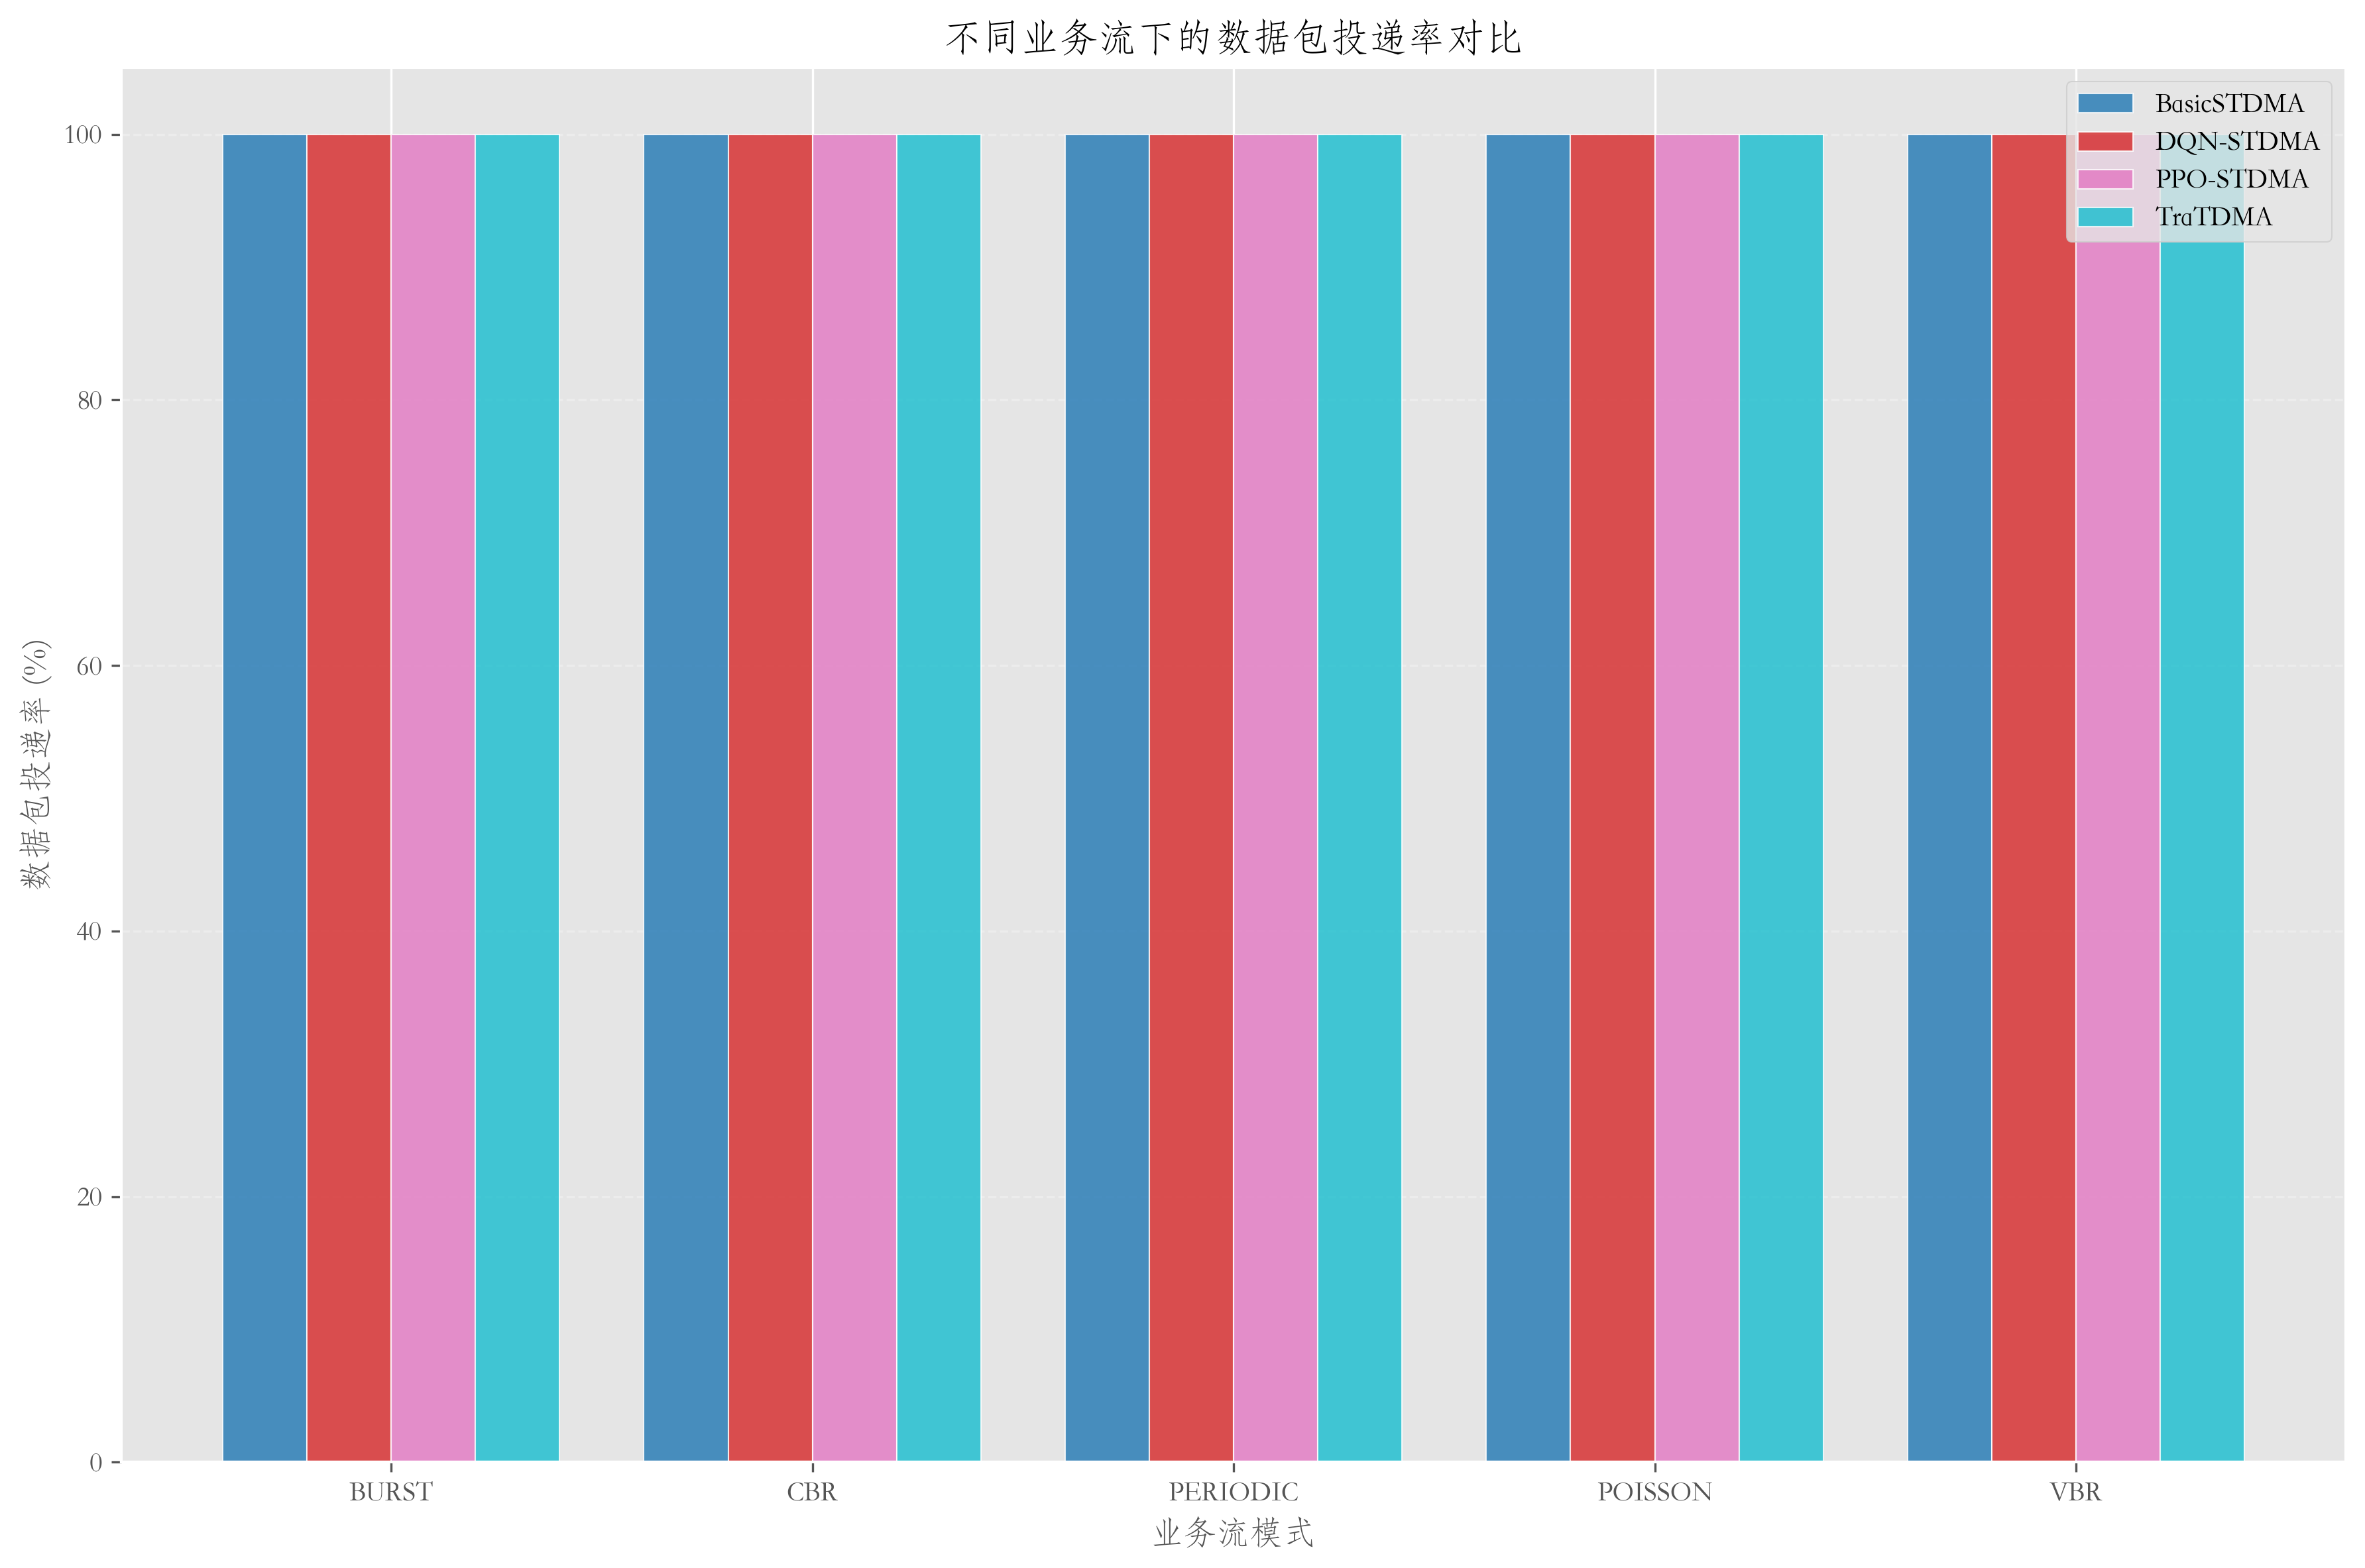 不同业务流下的数据包投递率对比
BasicSTDMA
DQN-STDMA
PPO-STDMA
TraTDMA
数据包投递率 (%)
100
80
60
40
20
0
BURST
CBR
PERIODIC
POISSON
VBR
业务流模式